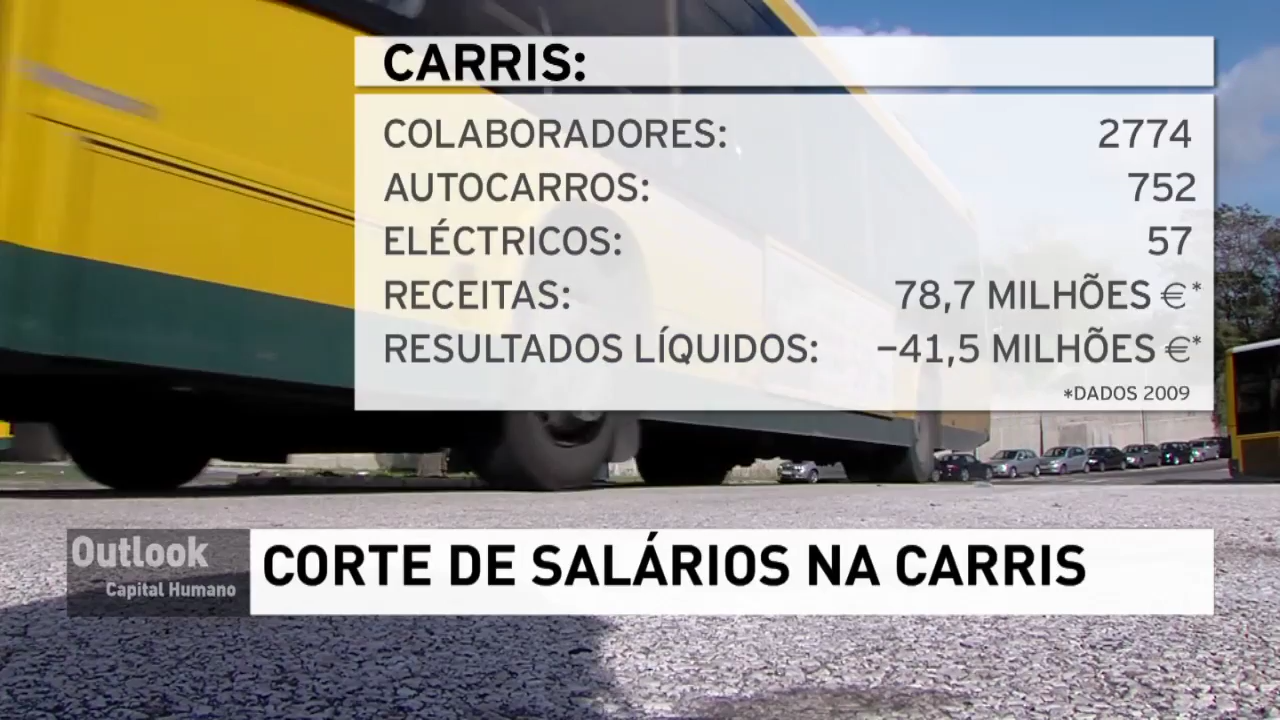 CARRIS:
COLABORADORES: 2774
AUTOCARROS: 752
ELÉCTRICOS: 57
RECEITAS: 78,7 MILHÕES €*
RESULTADOS LÍQUIDOS: –41,5 MILHÕES €*
*DADOS 2009
Outlook
Capital Humano
CORTE DE SALÁRIOS NA CARRIS